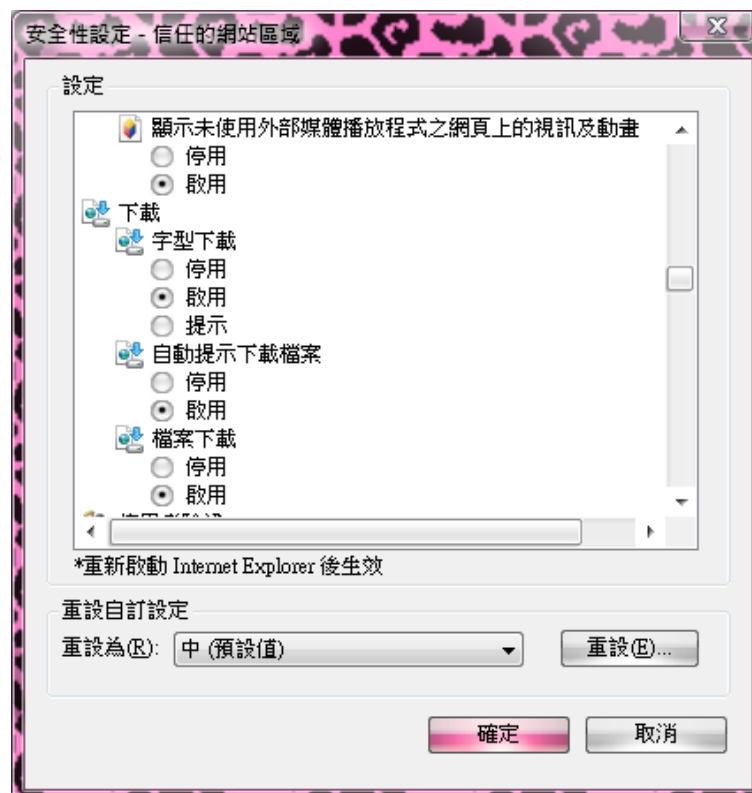 安全性設定 - 信任的網站區域
設定
顯示未使用外部媒體播放程式之網頁上的視訊及動畫
停用
啟用
下載
字型下載
停用
啟用
提示
自動提示下載檔案
停用
啟用
檔案下載
停用
啟用
*重新啟動 Internet Explorer 後生效
重設自訂設定
重設為(R): 中 (預設值) 重設(E)...
確定 取消